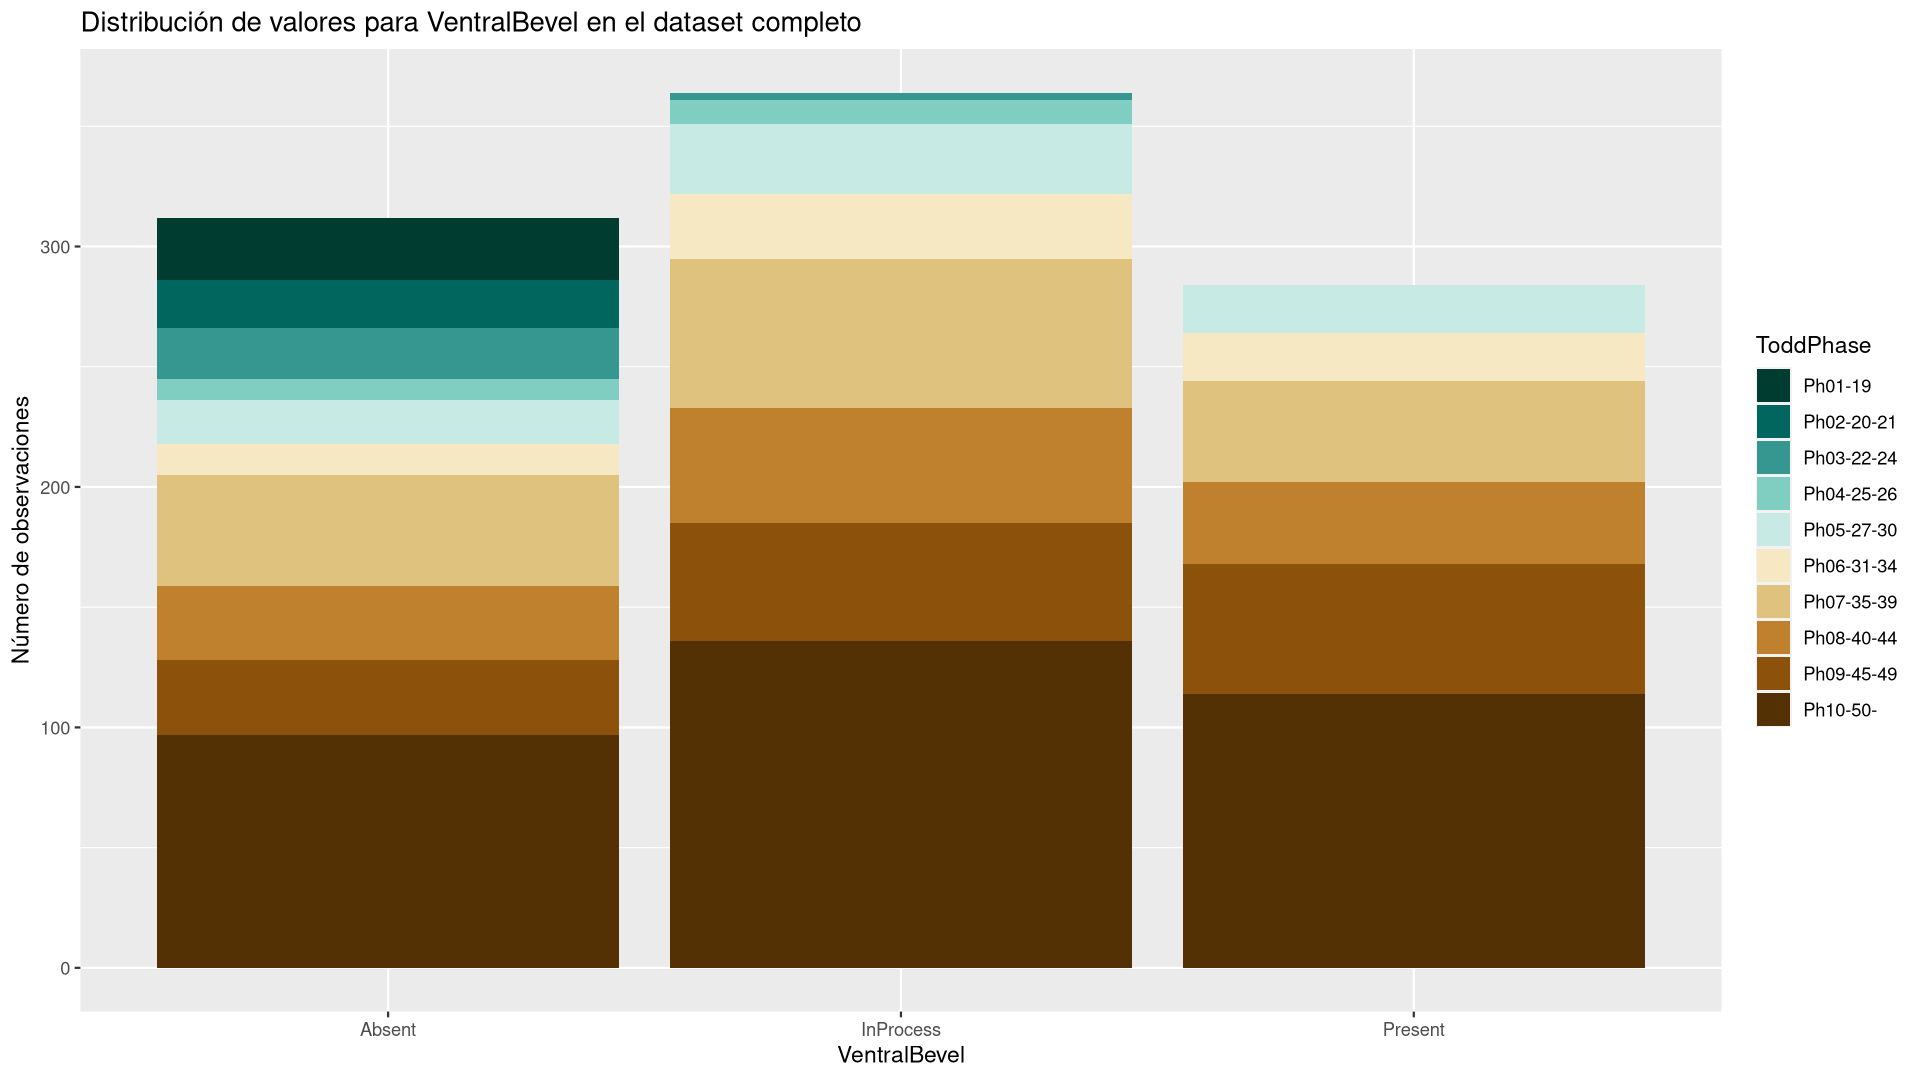 Distribución de valores para VentralBevel en el dataset completo
Número de observaciones
300
200
100
0
Absent
InProcess
Present
VentralBevel
ToddPhase
Ph01-19
Ph02-20-21
Ph03-22-24
Ph04-25-26
Ph05-27-30
Ph06-31-34
Ph07-35-39
Ph08-40-44
Ph09-45-49
Ph10-50-